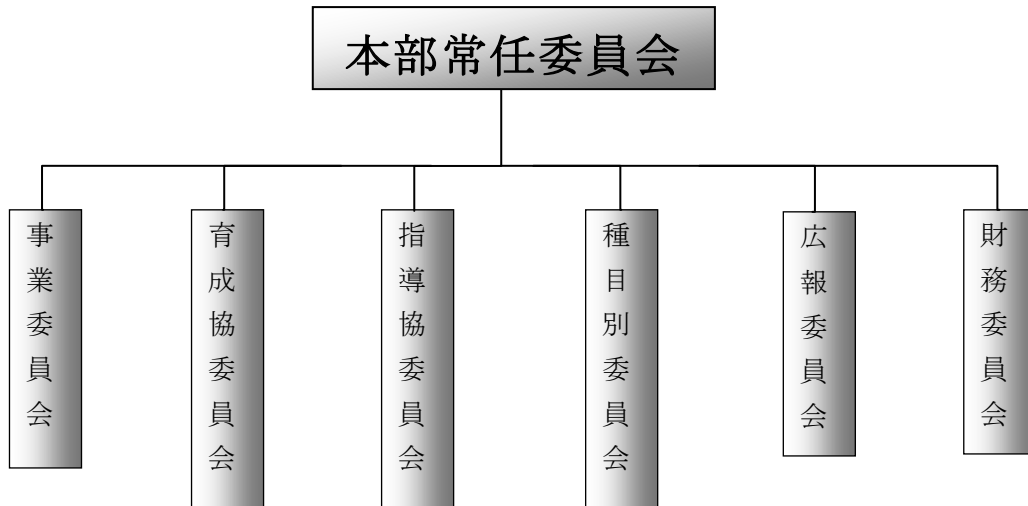 本部常任委員会
事業委員会
育成協委員会
指導協委員会
種目別委員会
広報委員会
財務委員会